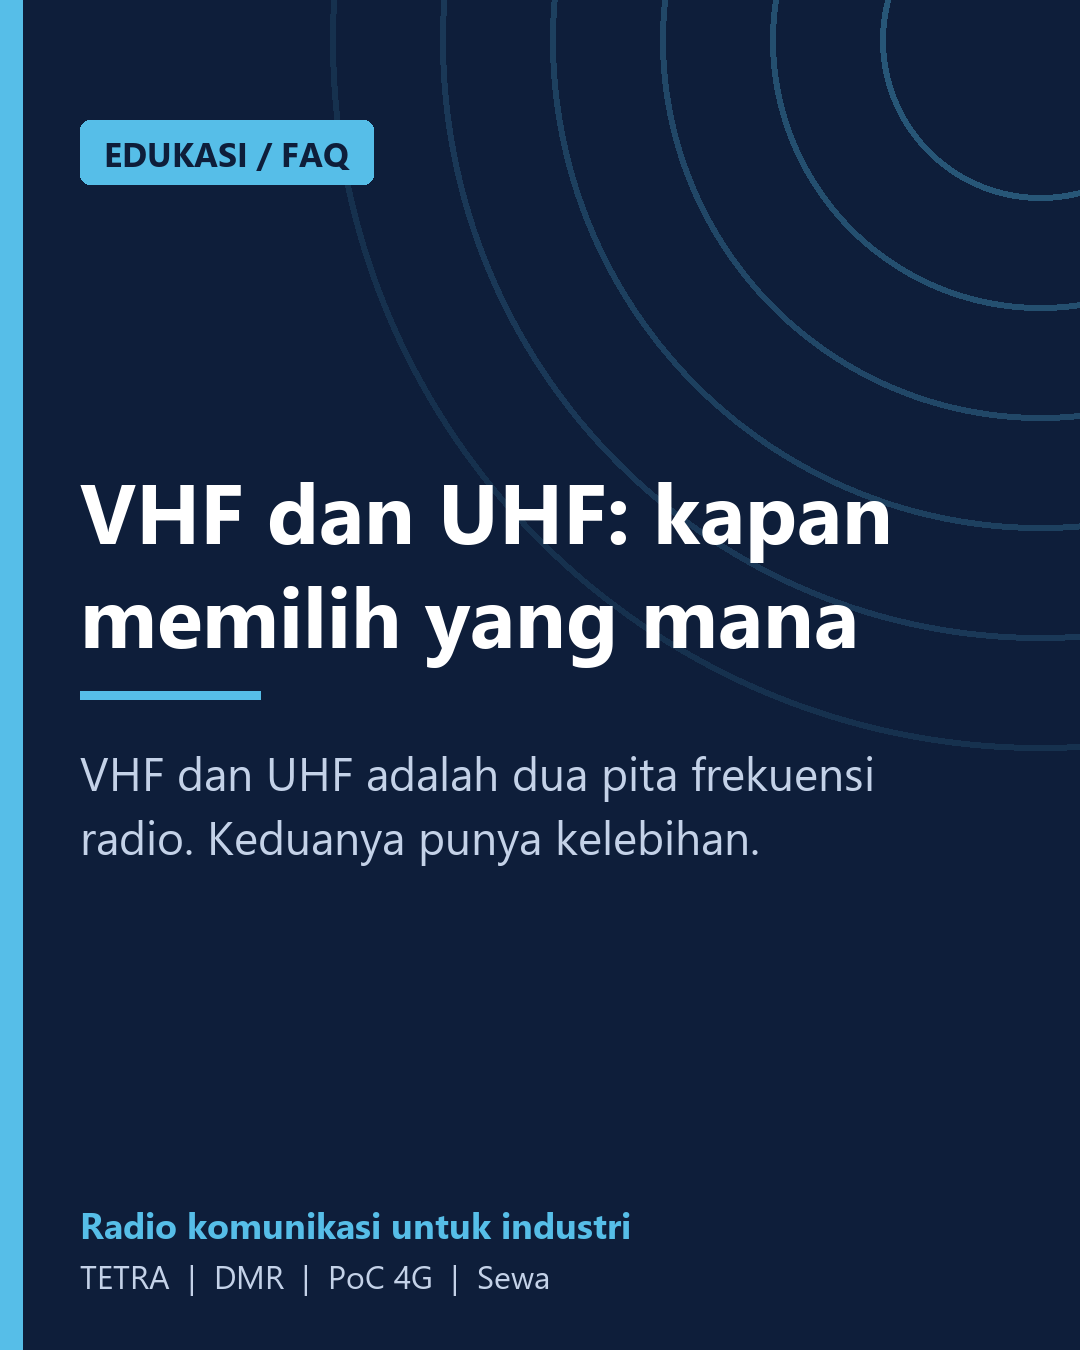 EDUKASI / FAQ
VHF dan UHF: kapan
memilih yang mana
VHF dan UHF adalah dua pita frekuensi
radio. Keduanya punya kelebihan.
Radio komunikasi untuk industri
TETRA | DMR | PoC 4G | Sewa